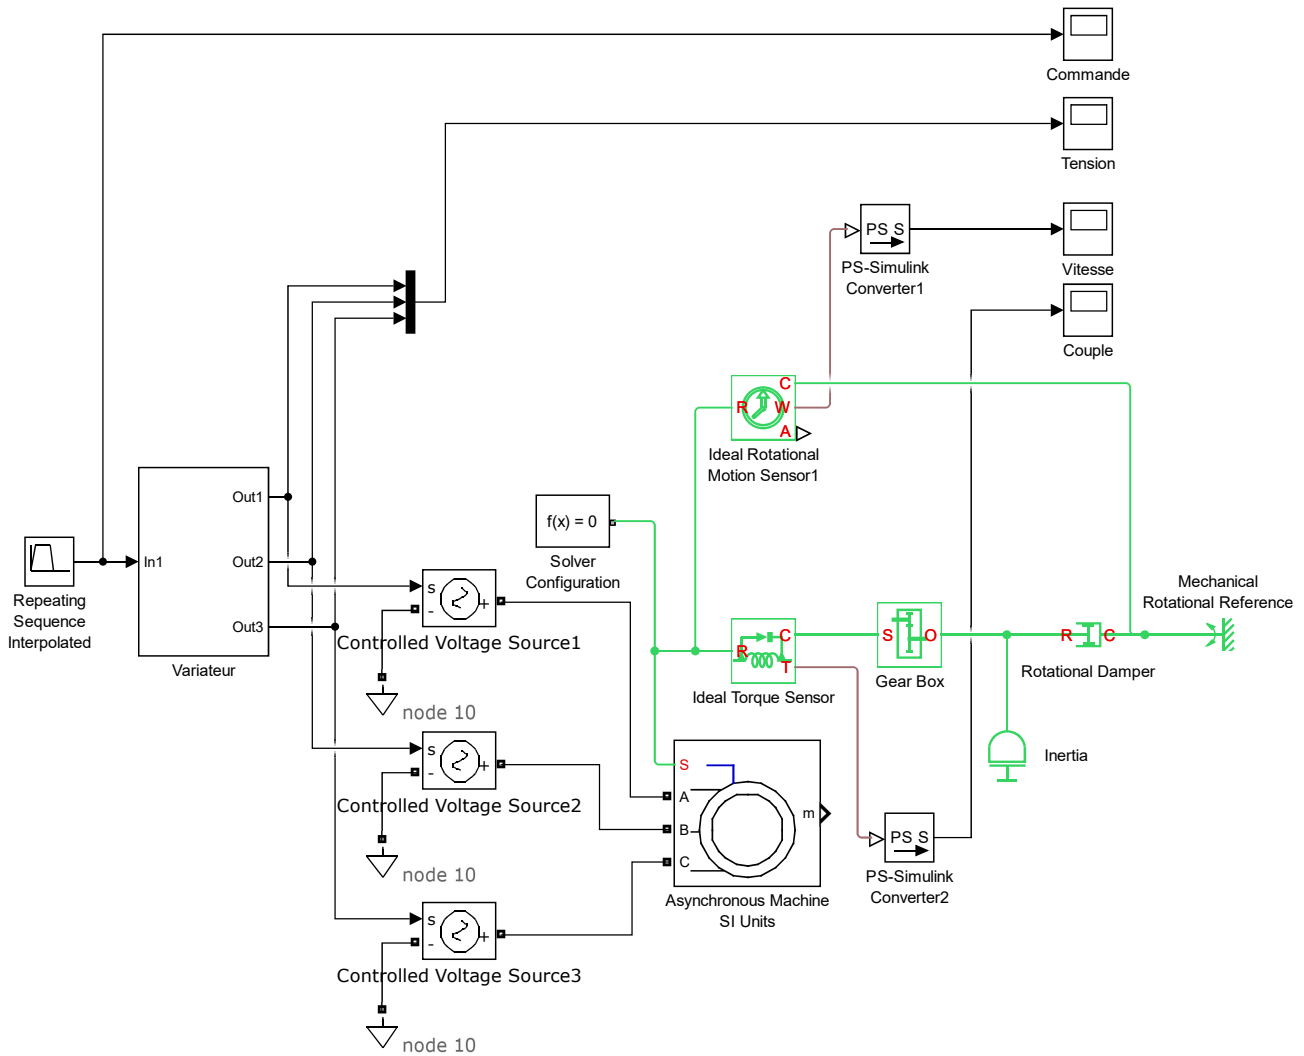 Commande
Tension
PS S
PS-Simulink
Converter1
Vitesse
Couple
C
R
W
A
Ideal Rotational
Motion Sensor1
Out1
In1
Out2
Out3
Variateur
Repeating
Sequence
Interpolated
f(x) = 0
Solver
Configuration
s
-
+
Controlled Voltage Source1
node 10
R
C
T
Ideal Torque Sensor
S
O
Gear Box
R
C
Rotational Damper
Mechanical
Rotational Reference
Inertia
s
-
+
Controlled Voltage Source2
node 10
S
A
B
C
m
Asynchronous Machine
SI Units
PS S
PS-Simulink
Converter2
s
-
+
Controlled Voltage Source3
node 10